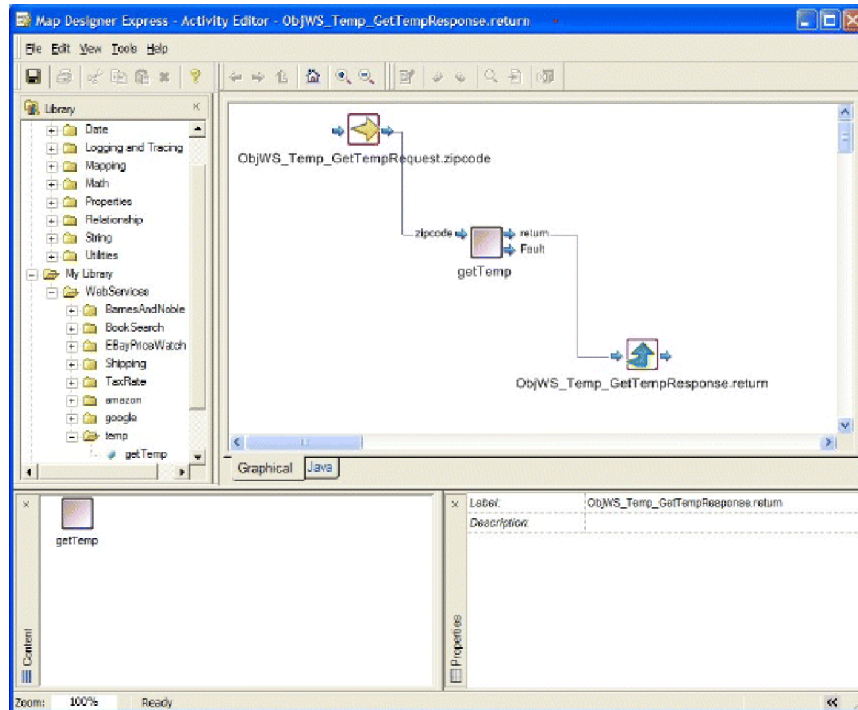 Map Designer Express - Activity Editor - ObjWS_Temp_GetTempResponse.return
File Edit View Tools Help
Library
Date
Logging and Tracing
Mapping
Math
Properties
Relationship
String
Utilities
My Library
WebServices
BarnesAndNoble
BookSearch
EBayPriceWatch
Shipping
TaxRate
amazon
google
temp
getTemp
ObjWS_Temp_GetTempRequest.zipcode
zipcode
return
Fault
getTemp
ObjWS_Temp_GetTempResponse.return
Graphical Java
getTemp
Content
Label: ObjWS_Temp_GetTempResponse.return
Description:
Properties
Zoom: 100% Ready